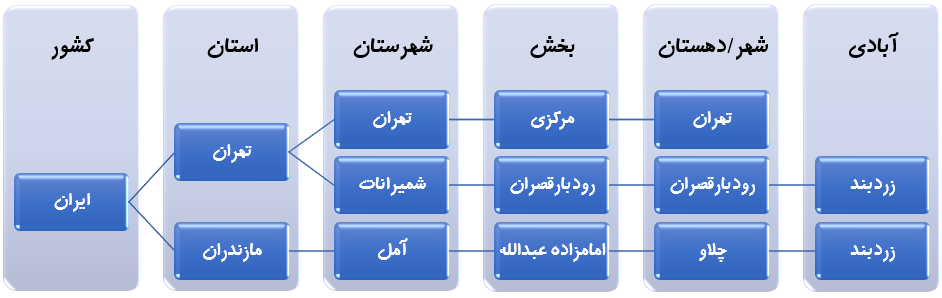 کشور
استان
شهرستان
بخش
شهر/دهستان
آبادی
ایران
تهران
مازندران
تهران
شمیرانات
آمل
مرکزی
رودبارقصران
امامزاده عبدالله
تهران
رودبارقصران
چلاو
زردبند
زردبند